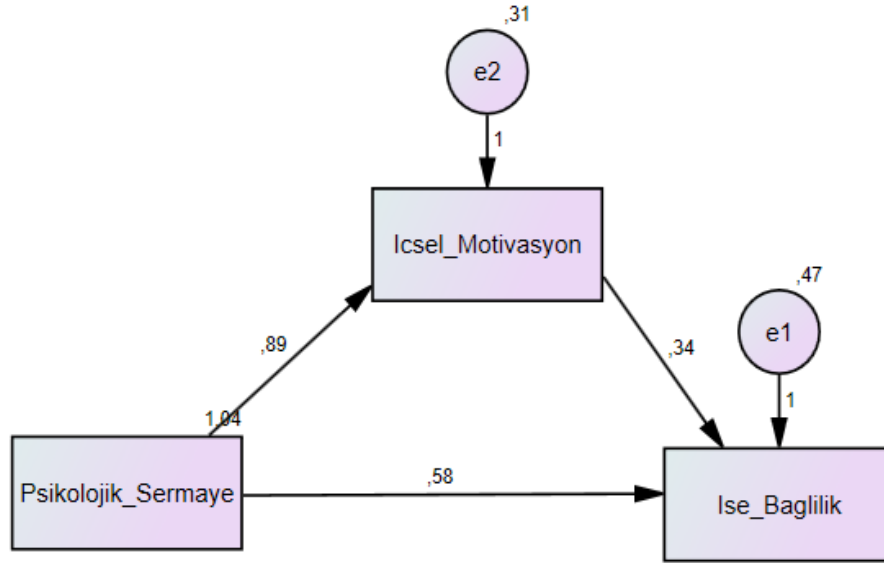 ,31
e2
1
Icsel_Motivasyon
,47
e1
,89
,34
1
1,04
Psikolojik_Sermaye
,58
Ise_Baglilik